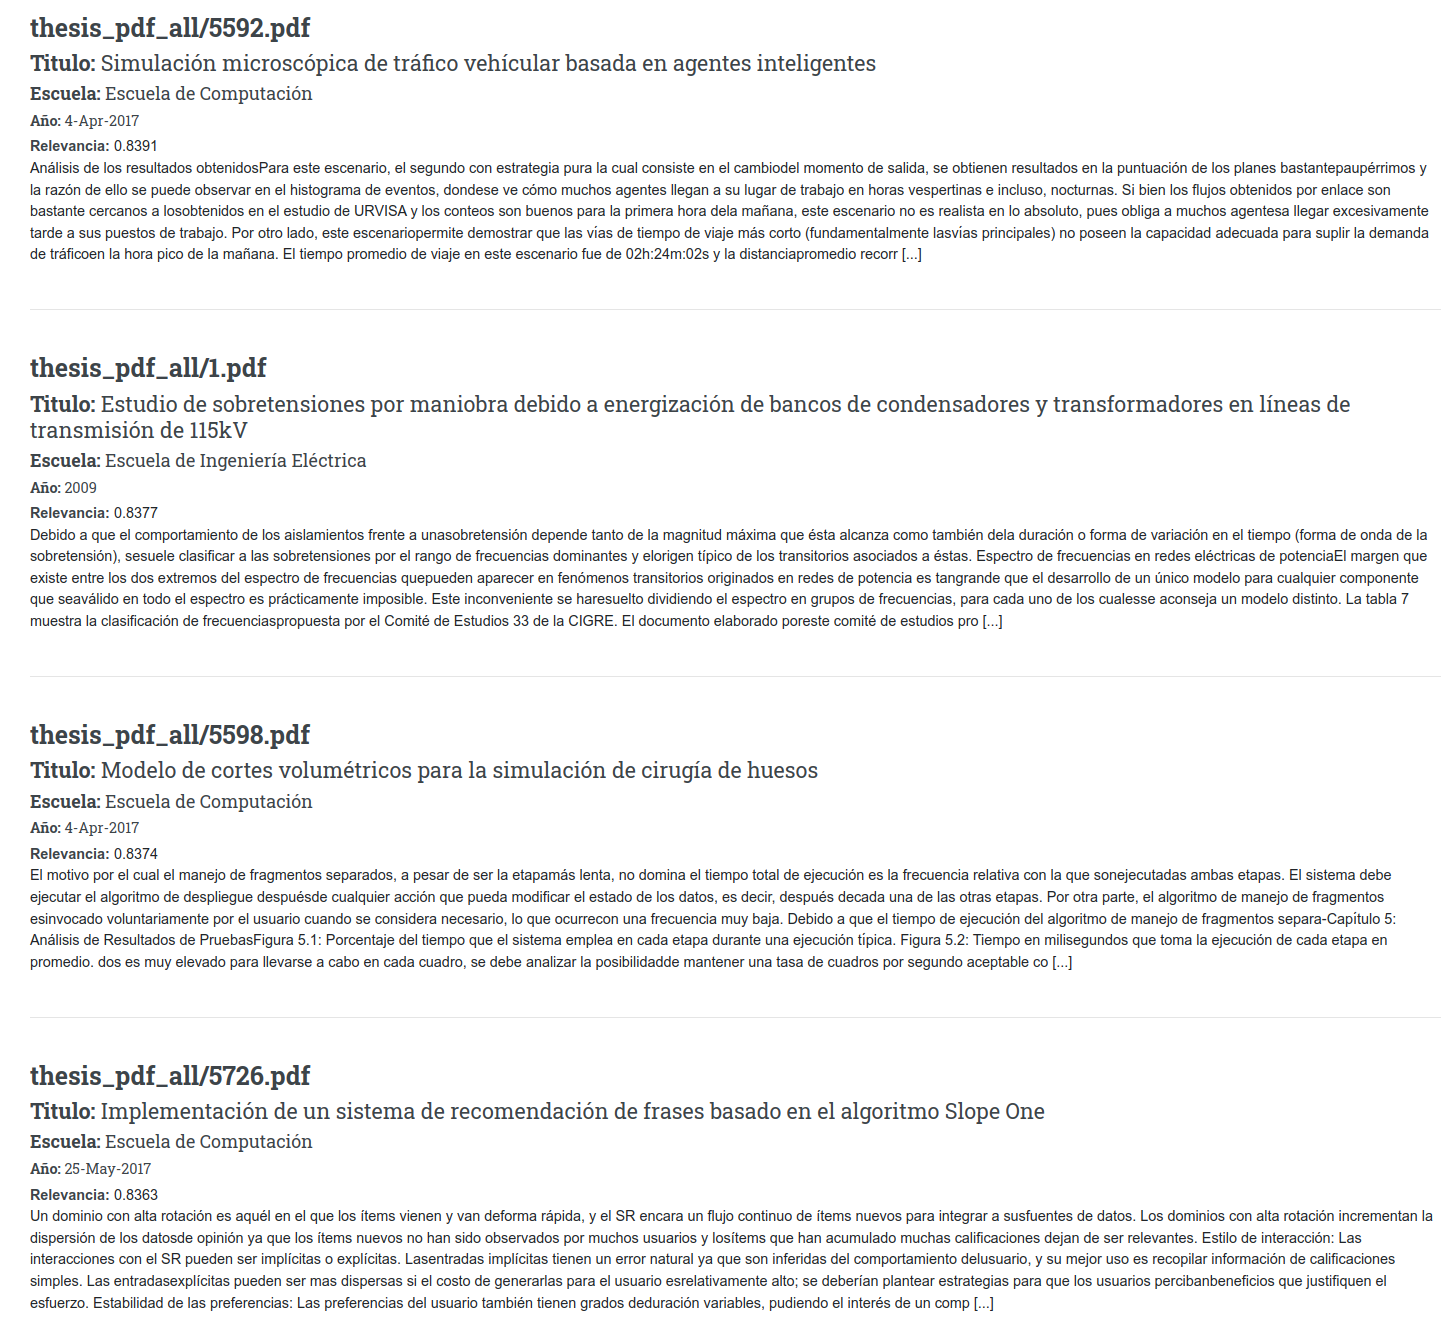 thesis_pdf_all/5592.pdf
Titulo: Simulación microscópica de tráfico vehícular basada en agentes inteligentes
Escuela: Escuela de Computación
Año: 4-Apr-2017
Relevancia: 0.8391
Análisis de los resultados obtenidosPara este escenario, el segundo con estrategia pura la cual consiste en el cambiodel momento de salida, se obtienen resultados en la puntuación de los planes bastantepaupérrimos y
la razón de ello se puede observar en el histograma de eventos, dondese ve cómo muchos agentes llegan a su lugar de trabajo en horas vespertinas e incluso, nocturnas. Si bien los flujos obtenidos por enlace son
bastante cercanos a losobtenidos en el estudio de URVISA y los conteos son buenos para la primera hora dela mañana, este escenario no es realista en lo absoluto, pues obliga a muchos agentesa llegar excesivamente
tarde a sus puestos de trabajo. Por otro lado, este escenariopermite demostrar que las vías de tiempo de viaje más corto (fundamentalmente lasvías principales) no poseen la capacidad adecuada para suplir la demanda
de tráficoen la hora pico de la mañana. El tiempo promedio de viaje en este escenario fue de 02h:24m:02s y la distanciapromedio recorr [...]
thesis_pdf_all/1.pdf
Titulo: Estudio de sobretensiones por maniobra debido a energización de bancos de condensadores y transformadores en líneas de
transmisión de 115kV
Escuela: Escuela de Ingeniería Eléctrica
Año: 2009
Relevancia: 0.8377
Debido a que el comportamiento de los aislamientos frente a unasobretensión depende tanto de la magnitud máxima que ésta alcanza como también dela duración o forma de variación en el tiempo (forma de onda de la
sobretensión), sesuele clasificar a las sobretensiones por el rango de frecuencias dominantes y elorigen típico de los transitorios asociados a éstas. Espectro de frecuencias en redes eléctricas de potenciaEl margen que
existe entre los dos extremos del espectro de frecuencias quepueden aparecer en fenómenos transitorios originados en redes de potencia es tangrande que el desarrollo de un único modelo para cualquier componente
que seaválido en todo el espectro es prácticamente imposible. Este inconveniente se haresuelto dividiendo el espectro en grupos de frecuencias, para cada uno de los cualesse aconseja un modelo distinto. La tabla 7
muestra la clasificación de frecuenciaspropuesta por el Comité de Estudios 33 de la CIGRE. El documento elaborado poreste comité de estudios pro [...]
thesis_pdf_all/5598.pdf
Titulo: Modelo de cortes volumétricos para la simulación de cirugía de huesos
Escuela: Escuela de Computación
Año: 4-Apr-2017
Relevancia: 0.8374
El motivo por el cual el manejo de fragmentos separados, a pesar de ser la etapamás lenta, no domina el tiempo total de ejecución es la frecuencia relativa con la que sonejecutadas ambas etapas. El sistema debe
ejecutar el algoritmo de despliegue despuésde cualquier acción que pueda modificar el estado de los datos, es decir, después decada una de las otras etapas. Por otra parte, el algoritmo de manejo de fragmentos
esinvocado voluntariamente por el usuario cuando se considera necesario, lo que ocurrecon una frecuencia muy baja. Debido a que el tiempo de ejecución del algoritmo de manejo de fragmentos separa-Capítulo 5:
Análisis de Resultados de PruebasFigura 5.1: Porcentaje del tiempo que el sistema emplea en cada etapa durante una ejecución típica. Figura 5.2: Tiempo en milisegundos que toma la ejecución de cada etapa en
promedio. dos es muy elevado para llevarse a cabo en cada cuadro, se debe analizar la posibilidadde mantener una tasa de cuadros por segundo aceptable co [...]
thesis_pdf_all/5726.pdf
Titulo: Implementación de un sistema de recomendación de frases basado en el algoritmo Slope One
Escuela: Escuela de Computación
Año: 25-May-2017
Relevancia: 0.8363
Un dominio con alta rotación es aquél en el que los ítems vienen y van deforma rápida, y el SR encara un flujo continuo de ítems nuevos para integrar a susfuentes de datos. Los dominios con alta rotación incrementan la
dispersión de los datosde opinión ya que los ítems nuevos no han sido observados por muchos usuarios y losítems que han acumulado muchas calificaciones dejan de ser relevantes. Estilo de interacción: Las
interacciones con el SR pueden ser implícitas o explícitas. Lasentradas implícitas tienen un error natural ya que son inferidas del comportamiento delusuario, y su mejor uso es recopilar información de calificaciones
simples. Las entradasexplícitas pueden ser mas dispersas si el costo de generarlas para el usuario esrelativamente alto; se deberían plantear estrategias para que los usuarios percibanbeneficios que justifiquen el
esfuerzo. Estabilidad de las preferencias: Las preferencias del usuario también tienen grados deduración variables, pudiendo el interés de un comp [...]